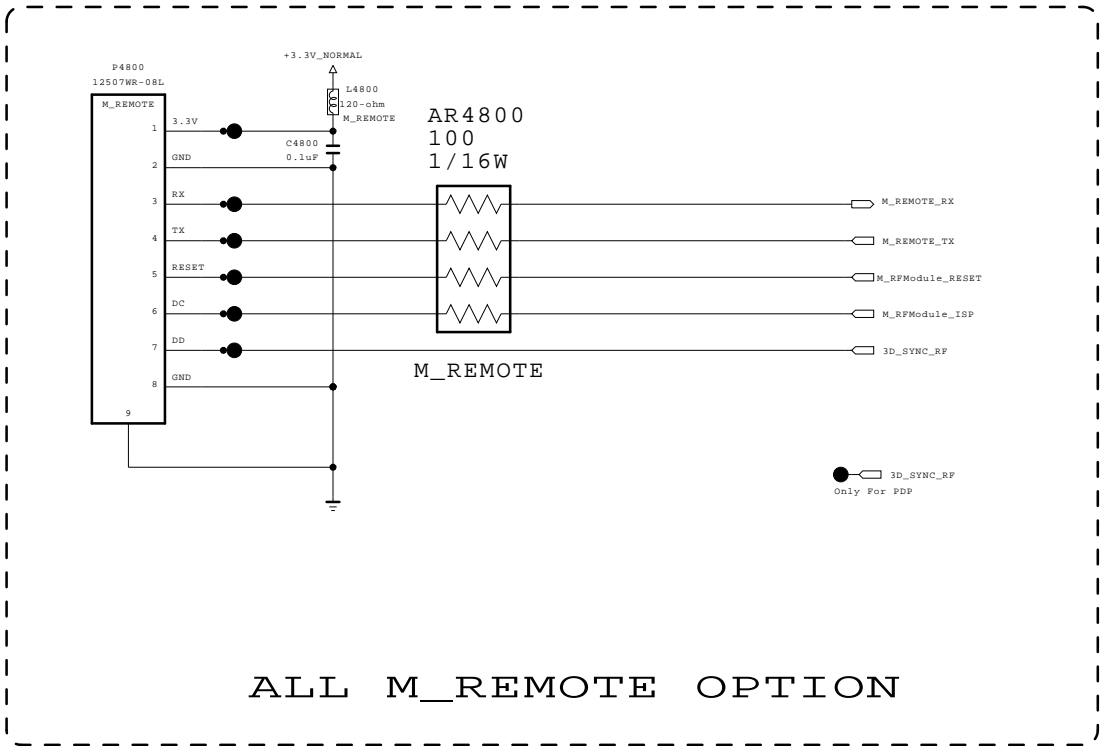 +3.3V_NORMAL
P4800
12507WR-08L
M_REMOTE
L4800
120-ohm
M_REMOTE
AR4800
100
1/16W
C4800
0.1uF
1
3.3V
2
GND
3
RX
M_REMOTE_RX
4
TX
M_REMOTE_TX
5
RESET
M_RFModule_RESET
6
DC
M_RFModule_ISP
7
DD
3D_SYNC_RF
M_REMOTE
8
GND
9
3D_SYNC_RF
Only For PDP
ALL M_REMOTE OPTION